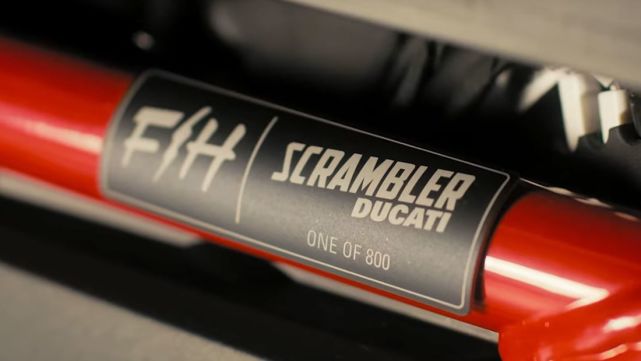 F/H
SCRAMBLER
DUCATI
ONE OF 800